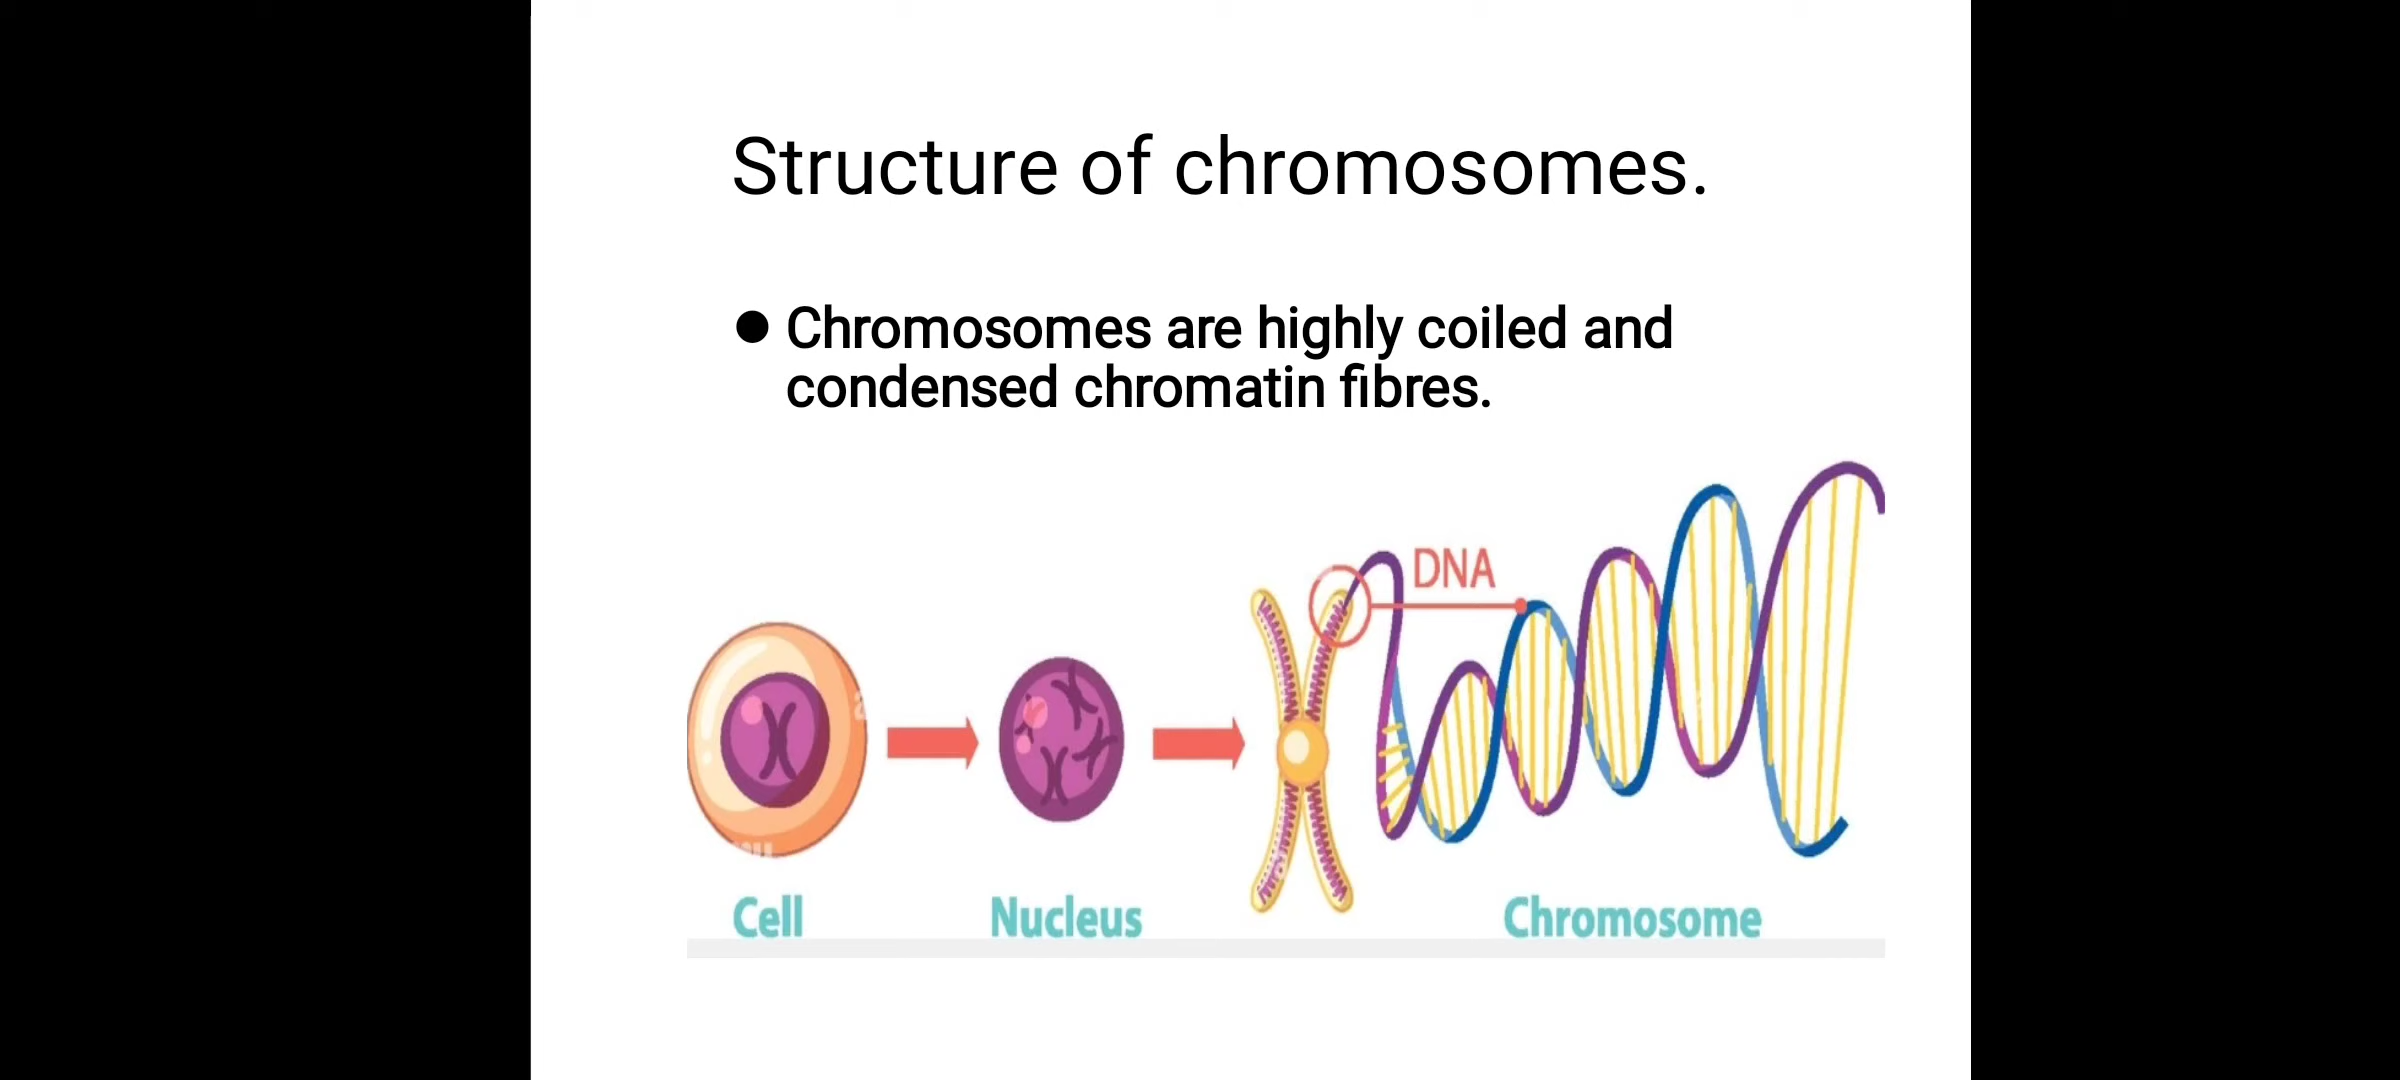 Structure of chromosomes.
● Chromosomes are highly coiled and
condensed chromatin fibres.
DNA
Cell
Nucleus
Chromosome